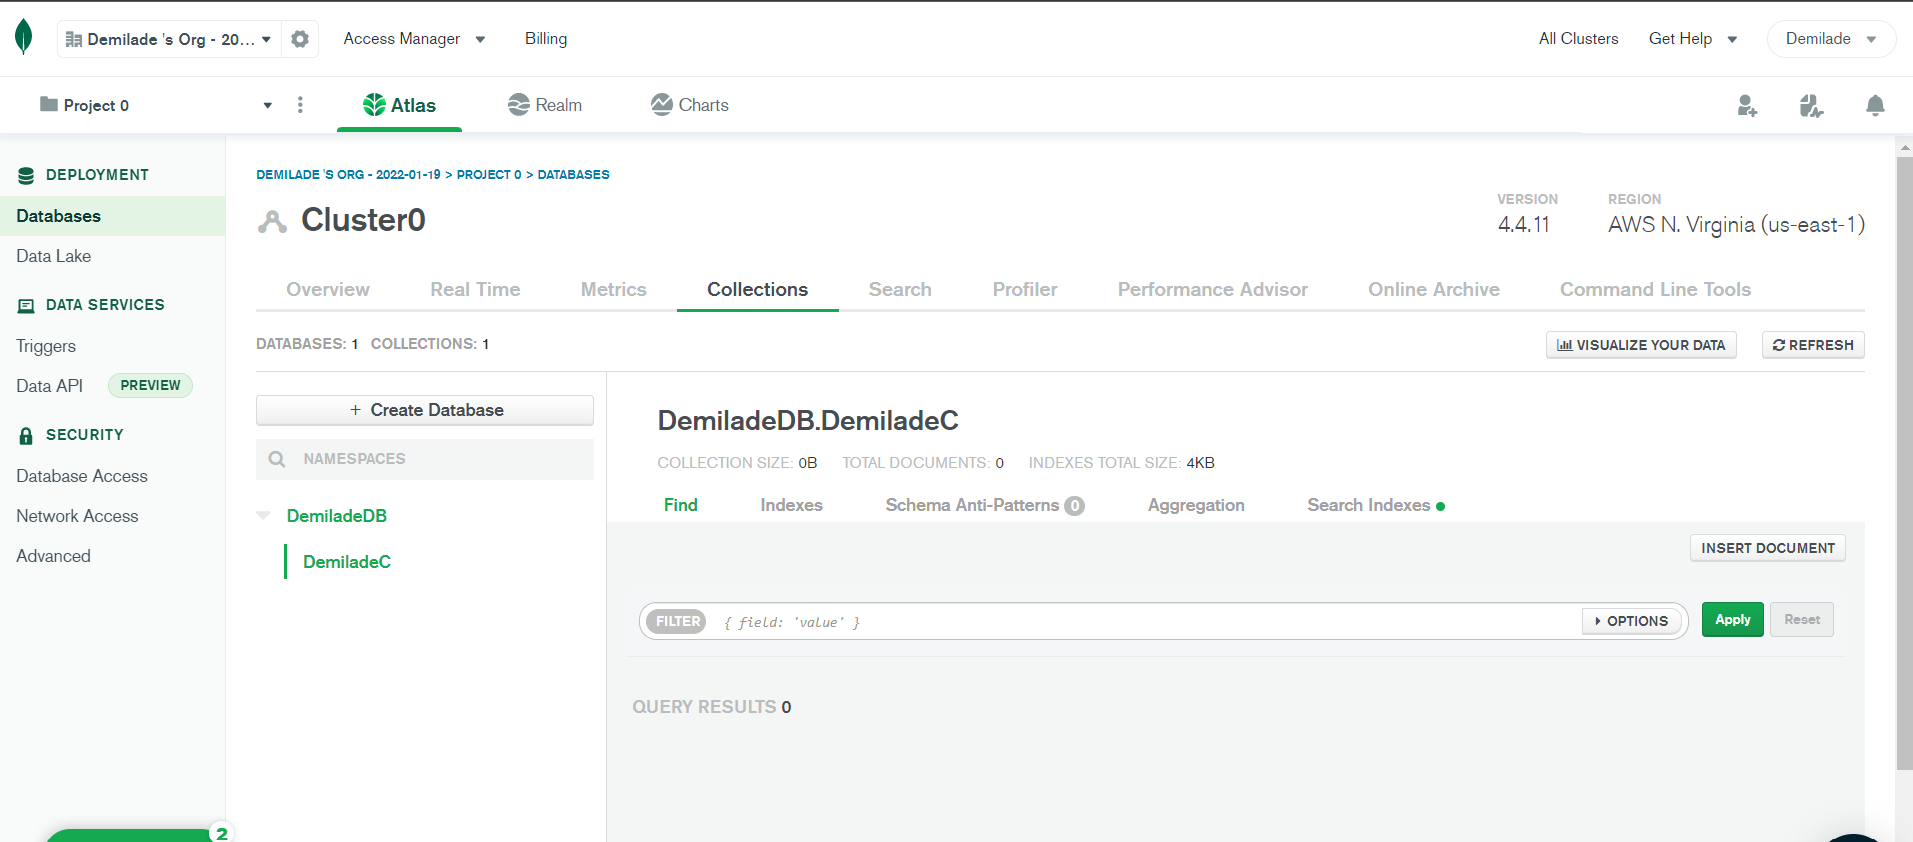 Demilade 's Org - 20...
Access Manager
Billing
All Clusters
Get Help
Demilade
Project 0
Atlas
Realm
Charts
DEPLOYMENT
Databases
Data Lake
DATA SERVICES
Triggers
Data API PREVIEW
SECURITY
Database Access
Network Access
Advanced
2
DEMILADE 'S ORG - 2022-01-19 > PROJECT 0 > DATABASES
Cluster0
VERSION
4.4.11
REGION
AWS N. Virginia (us-east-1)
Overview
Real Time
Metrics
Collections
Search
Profiler
Performance Advisor
Online Archive
Command Line Tools
DATABASES: 1 COLLECTIONS: 1
VISUALIZE YOUR DATA
REFRESH
+ Create Database
NAMESPACES
DemiladeDB
DemiladeC
DemiladeDB.DemiladeC
COLLECTION SIZE: 0B TOTAL DOCUMENTS: 0 INDEXES TOTAL SIZE: 4KB
Find
Indexes
Schema Anti-Patterns 0
Aggregation
Search Indexes
INSERT DOCUMENT
FILTER { field: 'value' }
OPTIONS
Apply
Reset
QUERY RESULTS 0